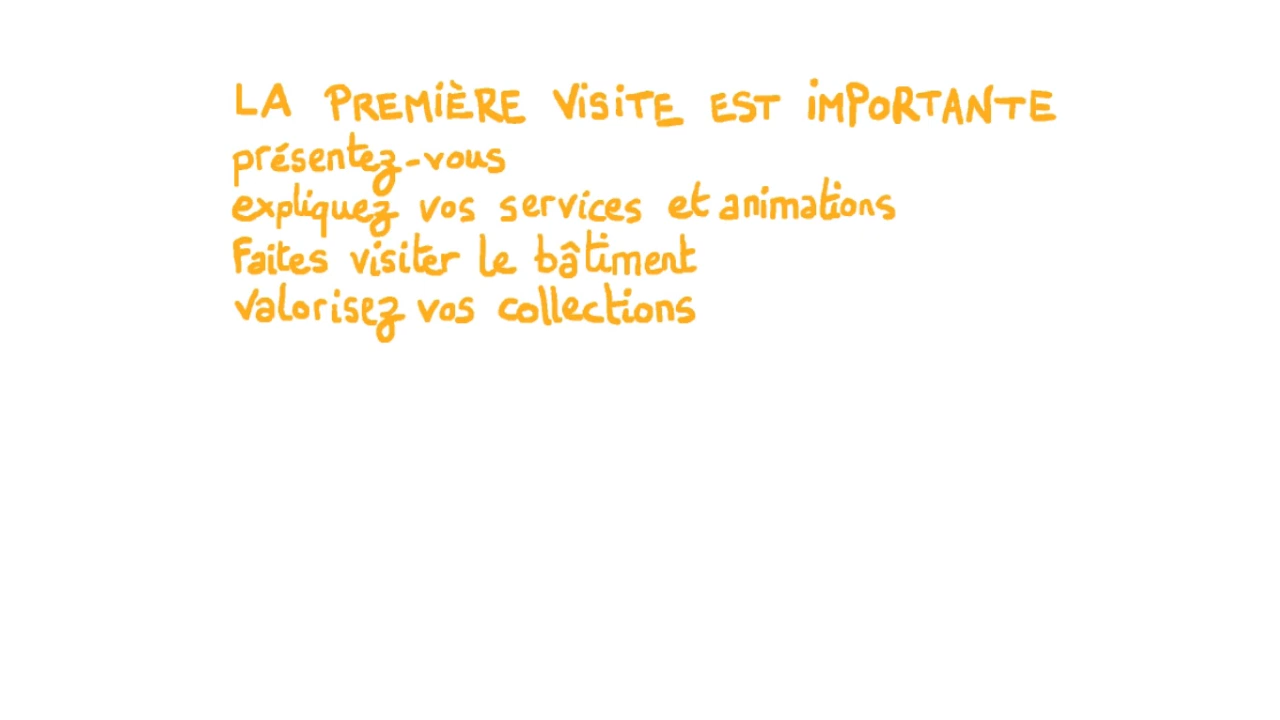 LA PREMIÈRE VISITE EST IMPORTANTE
présentez-vous
expliquez vos services et animations
Faites visiter le bâtiment
valorisez vos collections